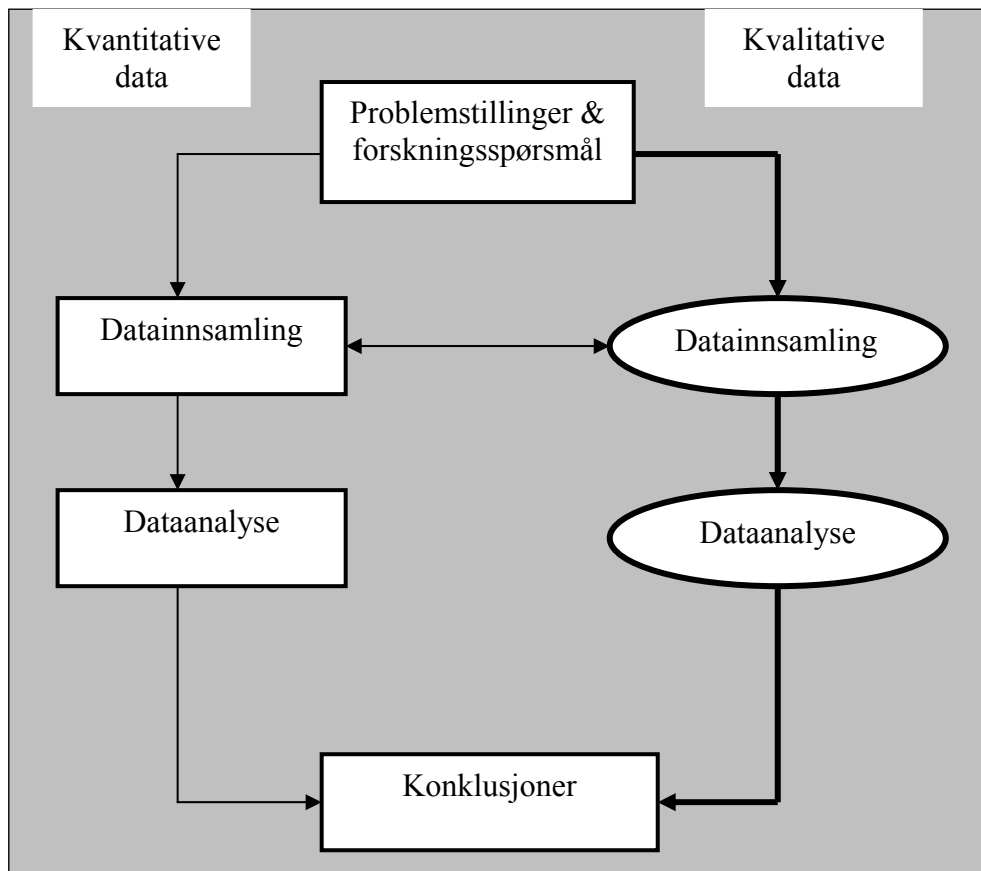 Kvantitative
data
Kvalitative
data
Problemstillinger &
forskningsspørsmål
Datainnsamling
Datainnsamling
Dataanalyse
Dataanalyse
Konklusjoner